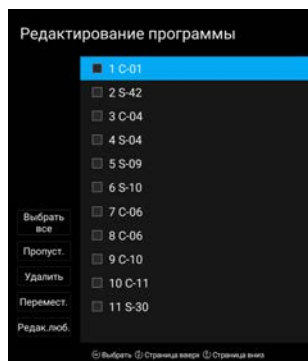 Редактирование программы
1 C-01
2 S-42
3 C-04
4 S-04
5 S-09
6 S-10
7 C-06
8 C-06
9 C-10
10 C-11
11 S-30
Выбрать
все
Пропуст.
Удалить
Перемест.
Редак.люб.
Выбрать Страница вверх Страница вниз